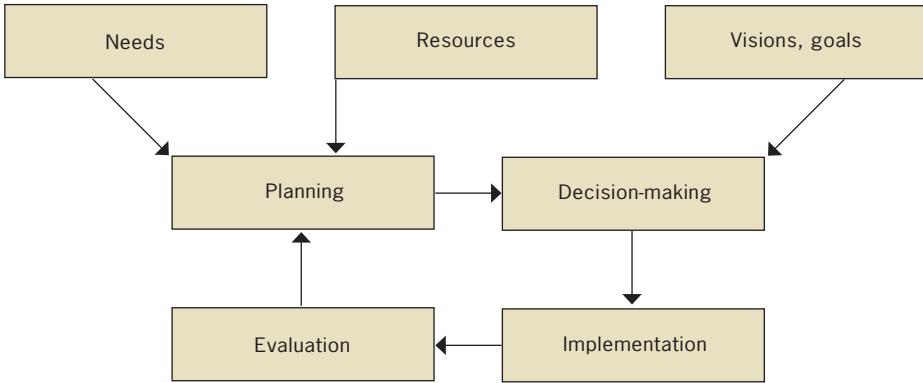 Needs
Resources
Visions, goals
Planning
Decision-making
Evaluation
Implementation